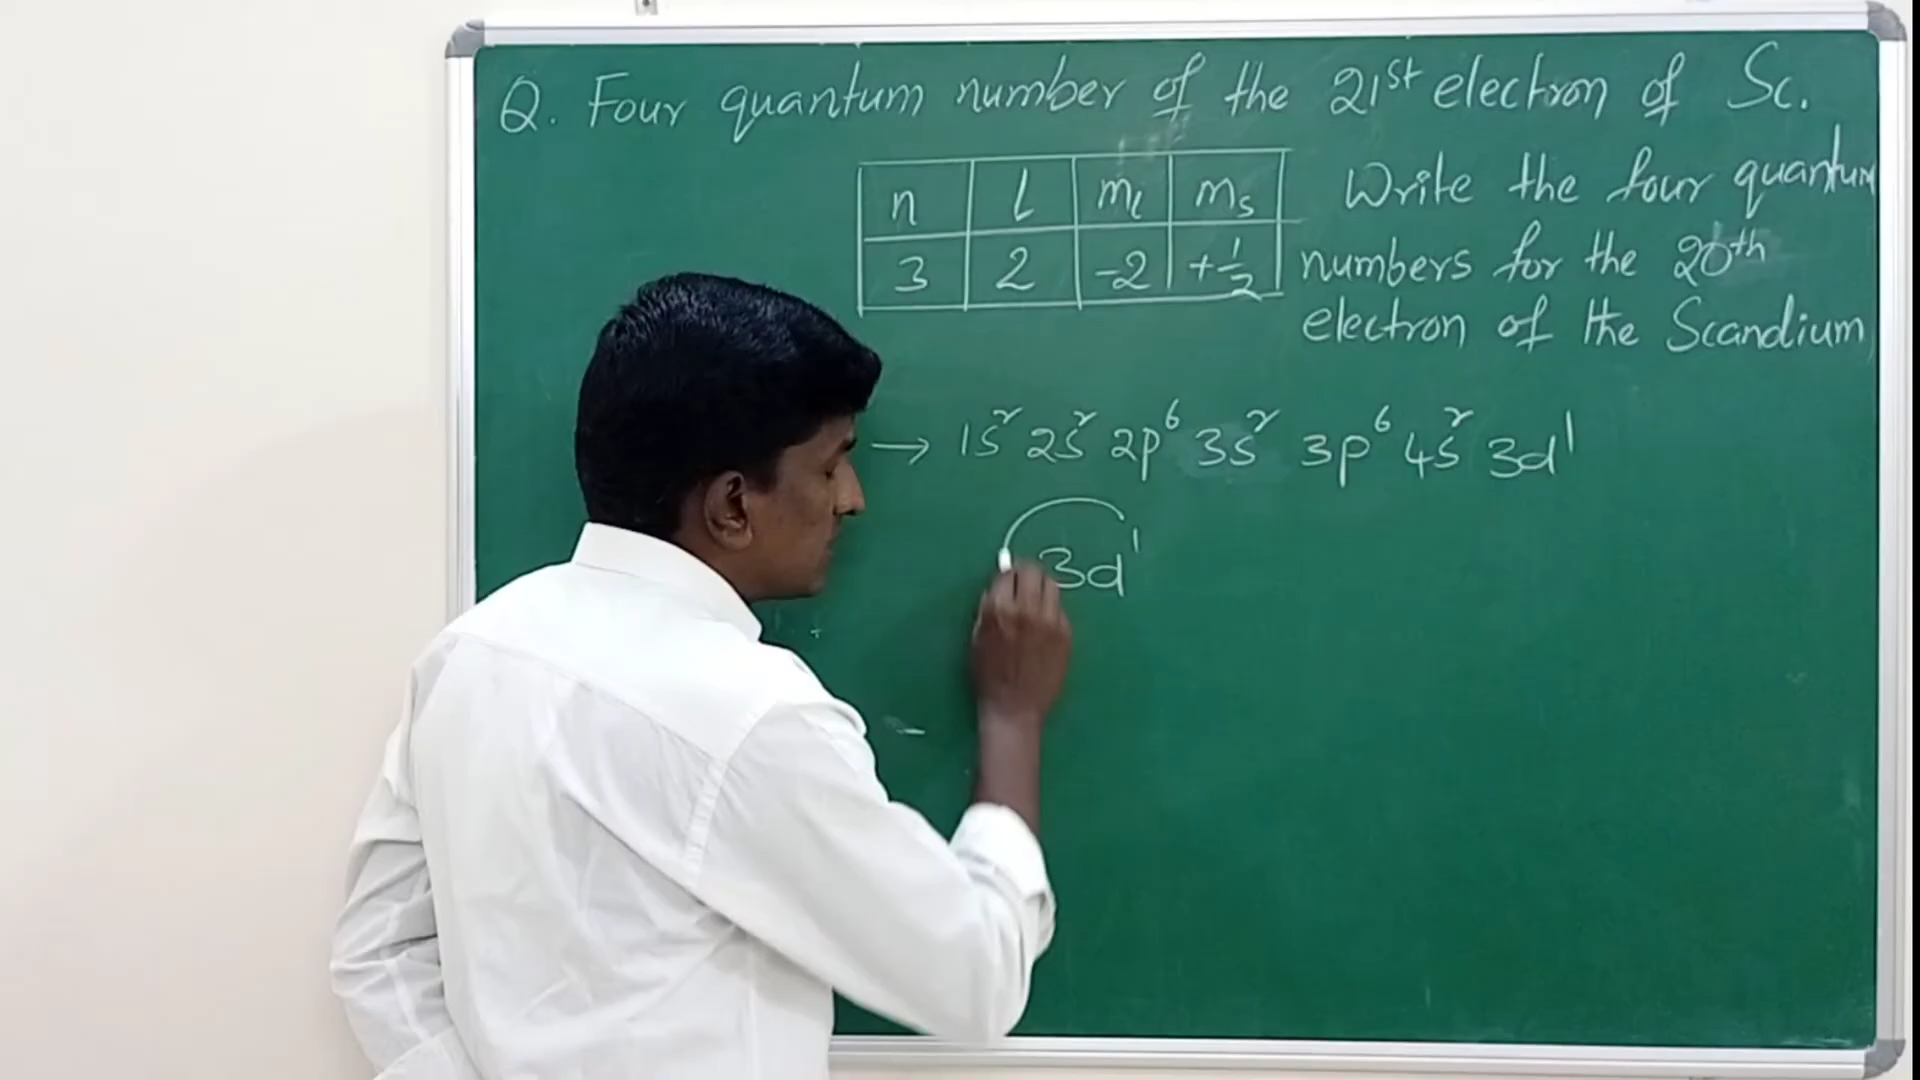 Q. Four quantum number of the 21st electron of Sc.
n l ml ms
3 2 -2 +1/2
Write the four quantum
numbers for the 20th
electron of the Scandium
→ 1s² 2s² 2p⁶ 3s² 3p⁶ 4s² 3d¹
3d¹